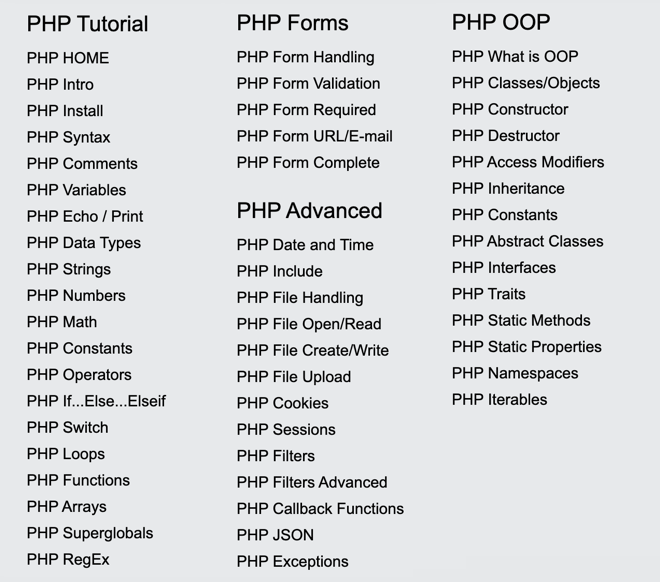 PHP Tutorial
PHP HOME
PHP Intro
PHP Install
PHP Syntax
PHP Comments
PHP Variables
PHP Echo / Print
PHP Data Types
PHP Strings
PHP Numbers
PHP Math
PHP Constants
PHP Operators
PHP If...Else...Elseif
PHP Switch
PHP Loops
PHP Functions
PHP Arrays
PHP Superglobals
PHP RegEx
PHP Forms
PHP Form Handling
PHP Form Validation
PHP Form Required
PHP Form URL/E-mail
PHP Form Complete
PHP Advanced
PHP Date and Time
PHP Include
PHP File Handling
PHP File Open/Read
PHP File Create/Write
PHP File Upload
PHP Cookies
PHP Sessions
PHP Filters
PHP Filters Advanced
PHP Callback Functions
PHP JSON
PHP Exceptions
PHP OOP
PHP What is OOP
PHP Classes/Objects
PHP Constructor
PHP Destructor
PHP Access Modifiers
PHP Inheritance
PHP Constants
PHP Abstract Classes
PHP Interfaces
PHP Traits
PHP Static Methods
PHP Static Properties
PHP Namespaces
PHP Iterables